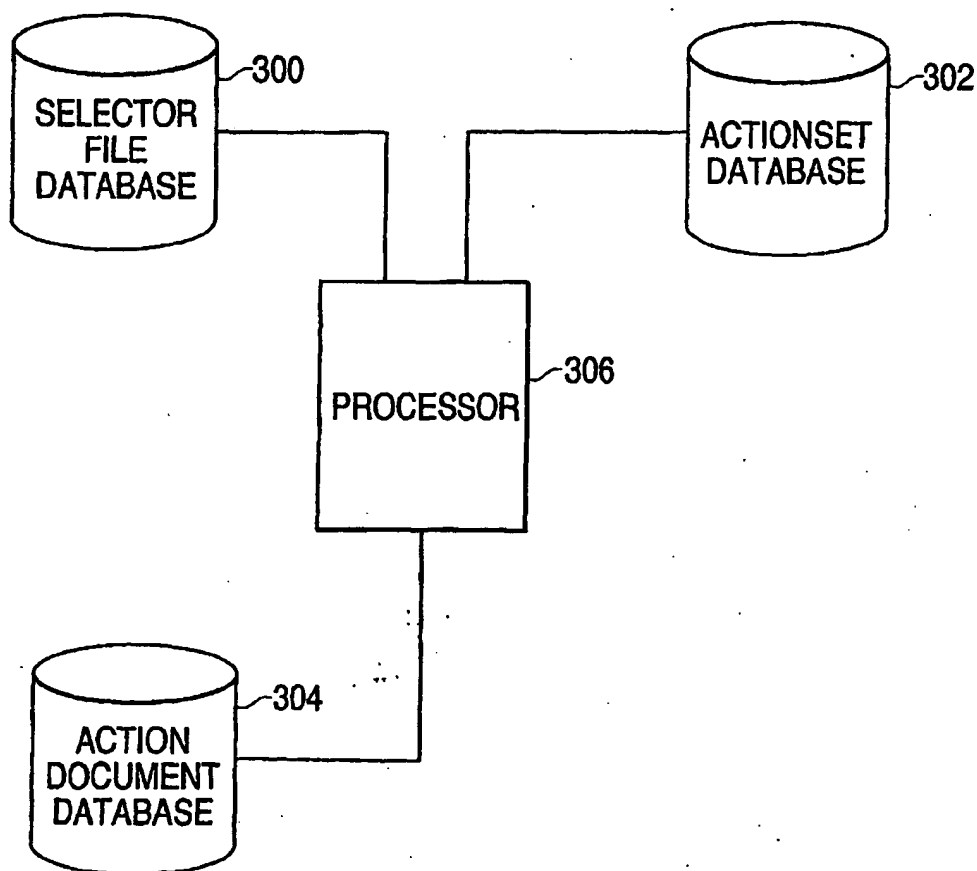 300
SELECTOR
FILE
DATABASE
302
ACTIONSET
DATABASE
306
PROCESSOR
304
ACTION
DOCUMENT
DATABASE